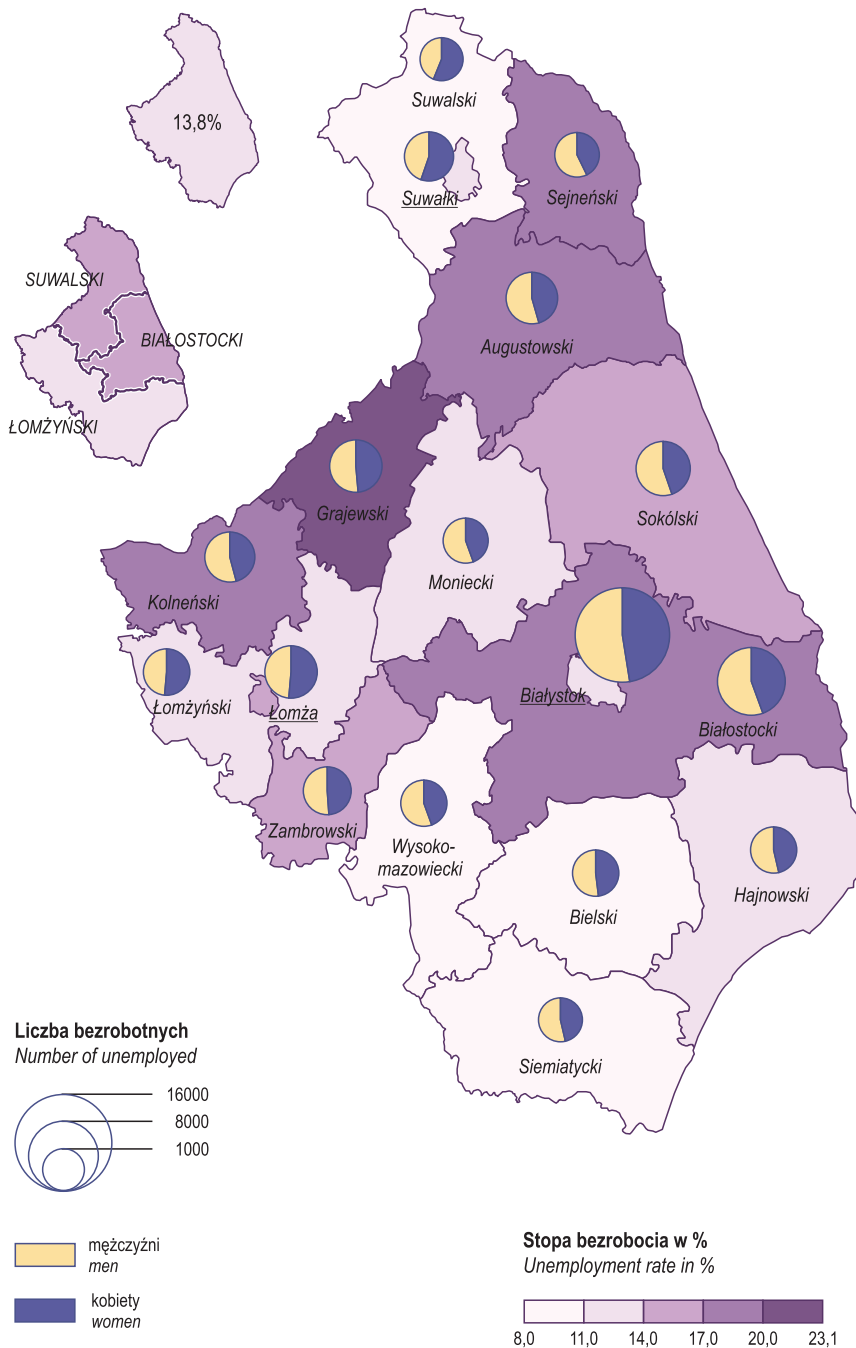 Suwalski
13,8%
Suwałki
Sejneński
SUWALSKI
BIAŁOSTOCKI
Augustowski
ŁOMŻYŃSKI
Grajewski
Sokólski
Moniecki
Kolneński
Łomżyński
Łomża
Białystok
Białostocki
Zambrowski
Wysoko-
mazowiecki
Hajnowski
Bielski
Siemiatycki
Liczba bezrobotnych
Number of unemployed
16000
8000
1000
mężczyźni
men
kobiety
women
Stopa bezrobocia w %
Unemployment rate in %
8,0 11,0 14,0 17,0 20,0 23,1